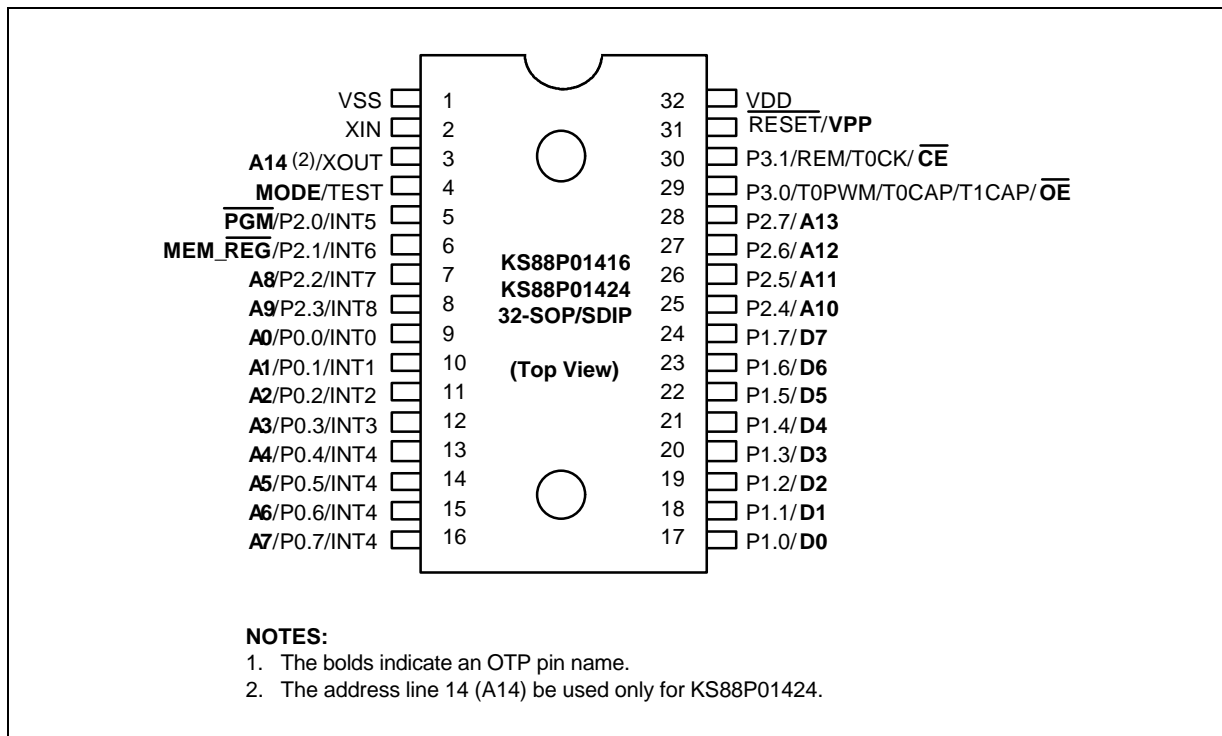 VSS 1 32 VDD
XIN 2 31 RESET/VPP
A14 (2)/XOUT 3 30 P3.1/REM/T0CK/CE
MODE/TEST 4 29 P3.0/T0PWM/T0CAP/T1CAP/OE
PGM/P2.0/INT5 5 28 P2.7/A13
MEM_REG/P2.1/INT6 6 27 P2.6/A12
A8/P2.2/INT7 7 26 P2.5/A11
A9/P2.3/INT8 8 25 P2.4/A10
A0/P0.0/INT0 9 24 P1.7/D7
A1/P0.1/INT1 10 23 P1.6/D6
A2/P0.2/INT2 11 22 P1.5/D5
A3/P0.3/INT3 12 21 P1.4/D4
A4/P0.4/INT4 13 20 P1.3/D3
A5/P0.5/INT4 14 19 P1.2/D2
A6/P0.6/INT4 15 18 P1.1/D1
A7/P0.7/INT4 16 17 P1.0/D0
KS88P01416
KS88P01424
32-SOP/SDIP
(Top View)
NOTES:
1. The bolds indicate an OTP pin name.
2. The address line 14 (A14) be used only for KS88P01424.